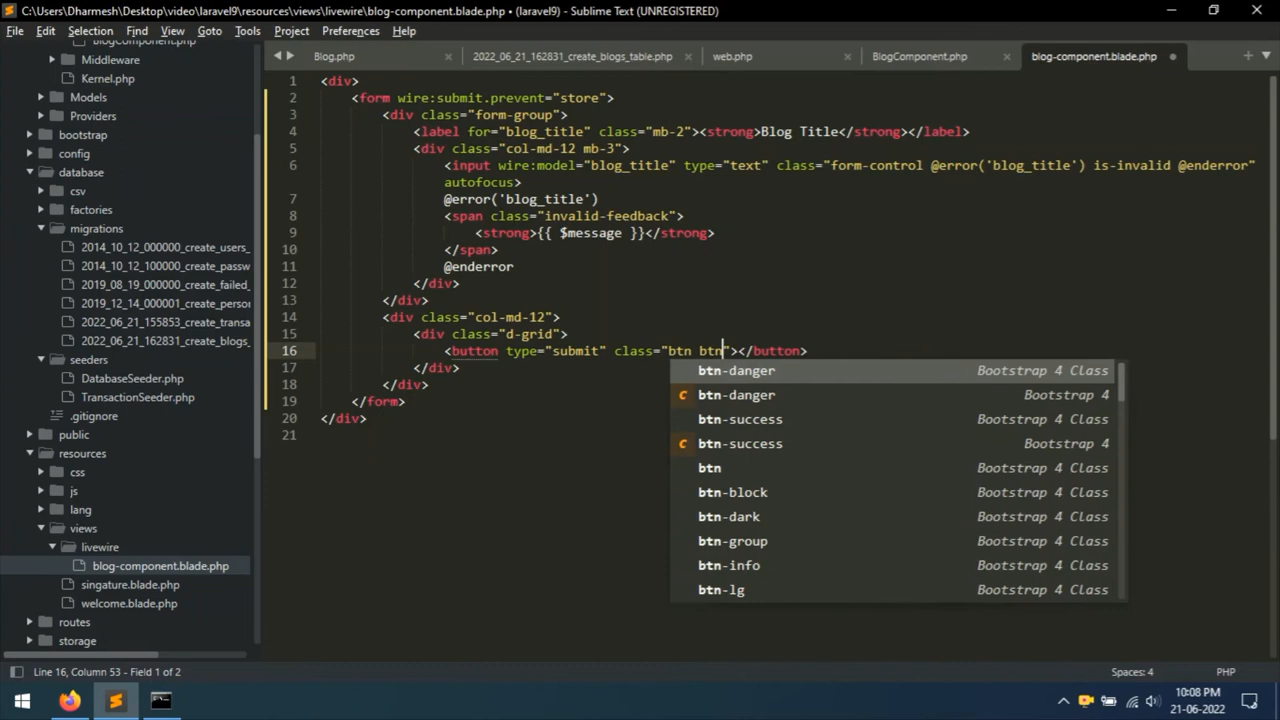 C:\Users\Dharmesh\Desktop\video\laravel9\resources\views\livewire\blog-component.blade.php • (laravel9) - Sublime Text (UNREGISTERED)
File Edit Selection Find View Goto Tools Project Preferences Help
BlogComponent.php
Middleware
Kernel.php
Models
Providers
bootstrap
config
database
csv
factories
migrations
2014_10_12_000000_create_users_
2014_10_12_100000_create_passw
2019_08_19_000000_create_failed_
2019_12_14_000001_create_person
2022_06_21_155853_create_transa
2022_06_21_162831_create_blogs_
seeders
DatabaseSeeder.php
TransactionSeeder.php
.gitignore
public
resources
css
js
lang
views
livewire
blog-component.blade.php
singature.blade.php
welcome.blade.php
routes
storage
Blog.php 2022_06_21_162831_create_blogs_table.php web.php BlogComponent.php blog-component.blade.php
1 <div>
2 <form wire:submit.prevent="store">
3 <div class="form-group">
4 <label for="blog_title" class="mb-2"><strong>Blog Title</strong></label>
5 <div class="col-md-12 mb-3">
6 <input wire:model="blog_title" type="text" class="form-control @error('blog_title') is-invalid @enderror"
autofocus>
7 @error('blog_title')
8 <span class="invalid-feedback">
9 <strong>{{ $message }}</strong>
10 </span>
11 @enderror
12 </div>
13 </div>
14 <div class="col-md-12">
15 <div class="d-grid">
16 <button type="submit" class="btn btn"></button>
17 </div>
18 </div>
19 </form>
20 </div>
21
btn-danger Bootstrap 4 Class
C btn-danger Bootstrap 4
btn-success Bootstrap 4 Class
C btn-success Bootstrap 4
btn Bootstrap 4 Class
btn-block Bootstrap 4 Class
btn-dark Bootstrap 4 Class
btn-group Bootstrap 4 Class
btn-info Bootstrap 4 Class
btn-lg Bootstrap 4 Class
Line 16, Column 53 - Field 1 of 2 Spaces: 4 PHP
10:08 PM
21-06-2022